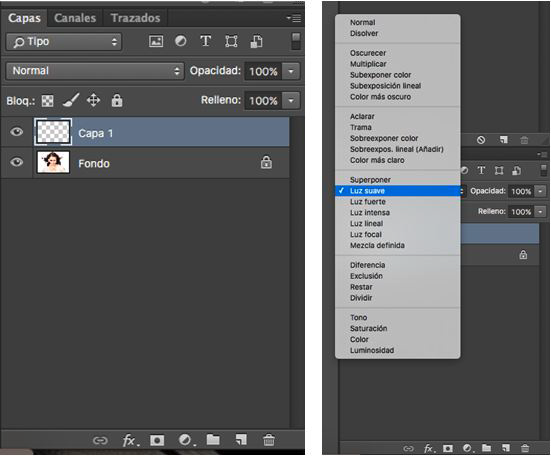 Capas Canales Trazados
Tipo
Normal Opacidad: 100%
Bloq.: Relleno: 100%
Capa 1
Fondo
fx
Normal
Disolver
Oscurecer
Multiplicar
Subexponer color
Subexposición lineal
Color más oscuro
Aclarar
Trama
Sobreexponer color
Sobreexpos. lineal (Añadir)
Color más claro
Superponer
Luz suave
Luz fuerte
Luz intensa
Luz lineal
Luz focal
Mezcla definida
Diferencia
Exclusión
Restar
Dividir
Tono
Saturación
Color
Luminosidad
Opacidad: 100%
Relleno: 100%
fx